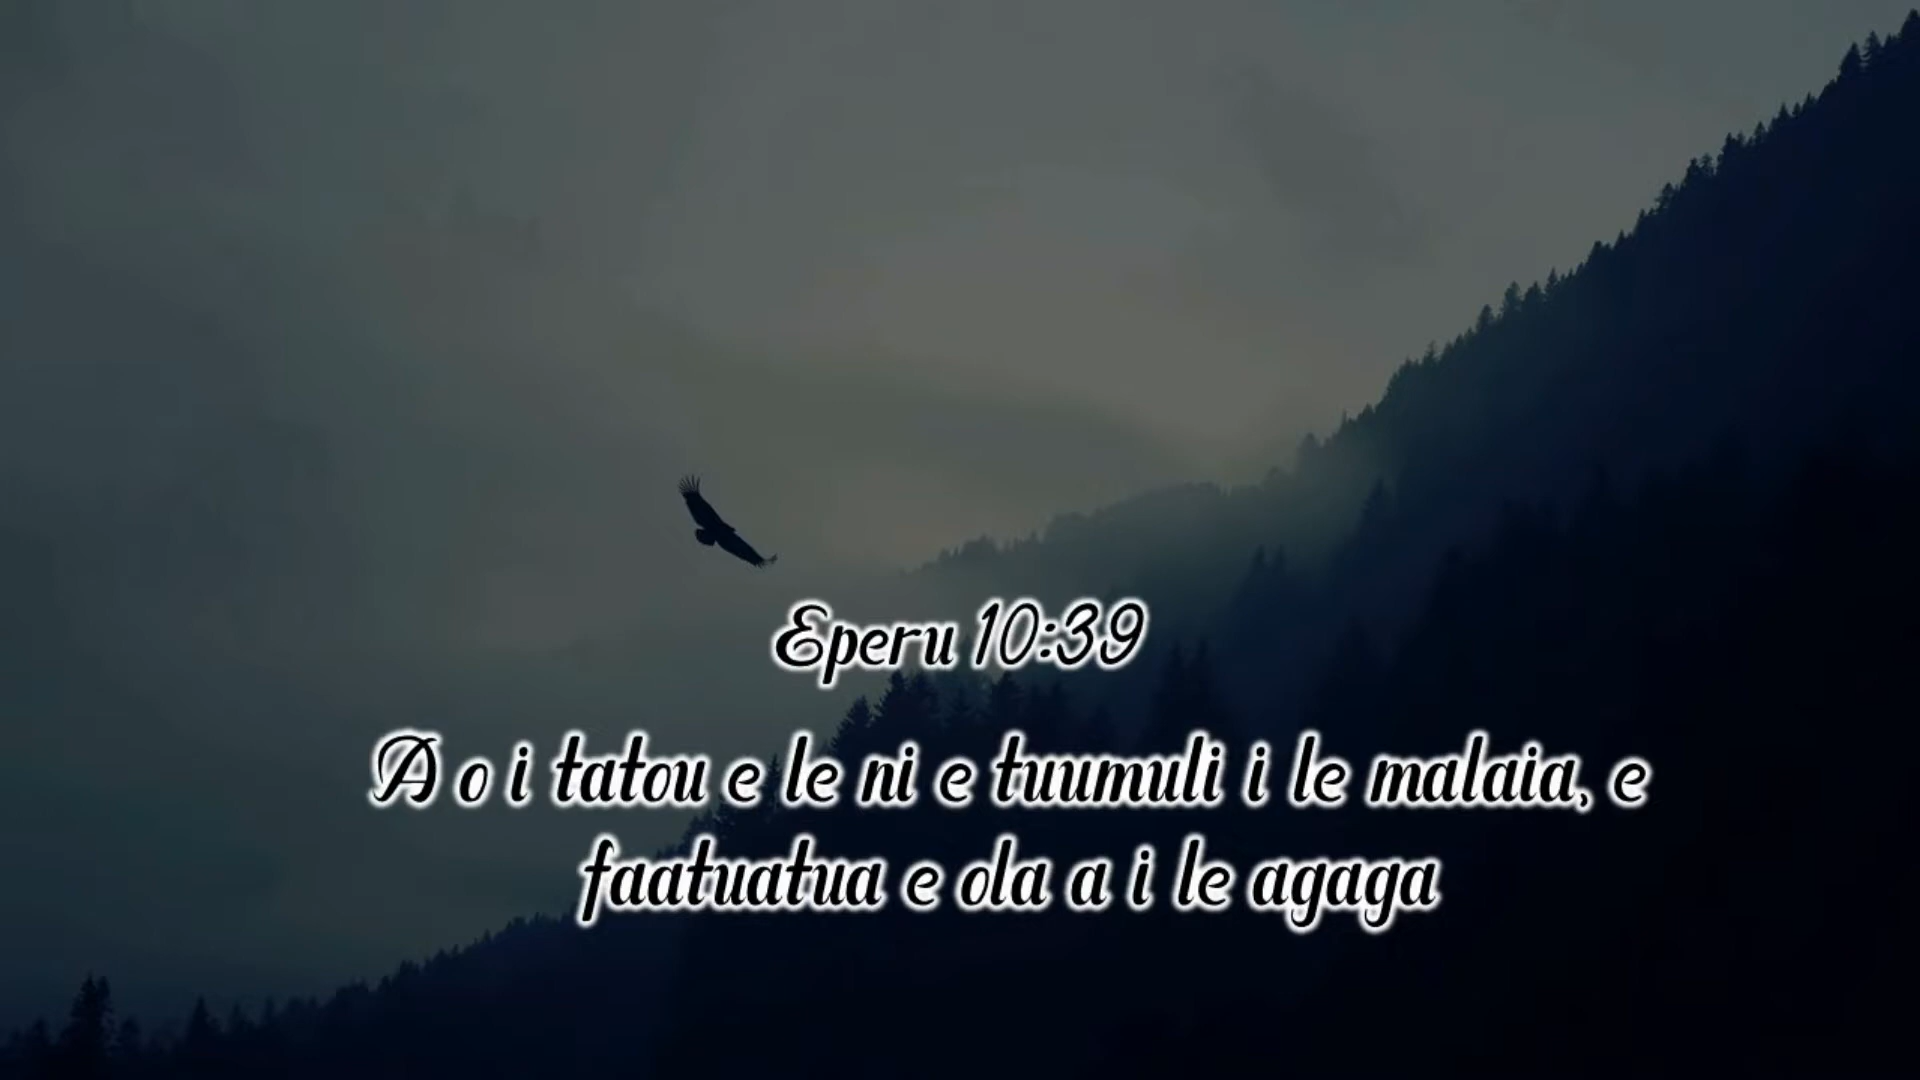 Eperu 10:39
A o i tatou e le ni e tuumuli i le malaia, e
faatuatua e ola a i le agaga